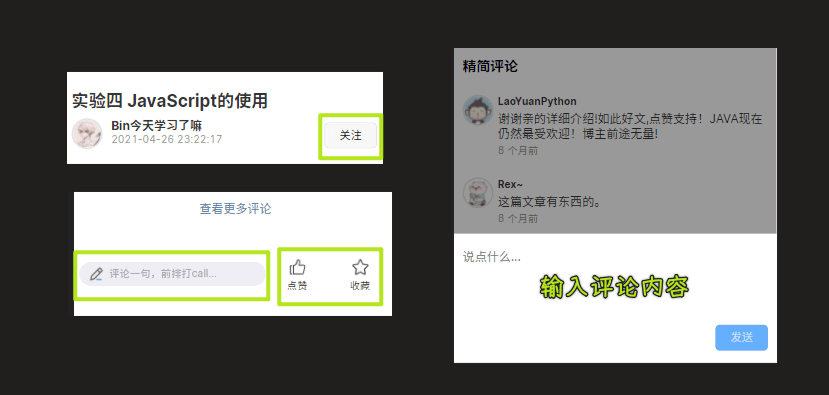 实验四 JavaScript的使用
Bin今天学习了嘛
2021-04-26 23:22:17
关注
查看更多评论
评论一句，前排打call...
点赞
收藏
精简评论
LaoYuanPython
谢谢亲的详细介绍!如此好文,点赞支持！JAVA现在
仍然最受欢迎！博主前途无量!
8 个月前
Rex~
这篇文章有东西的。
8 个月前
说点什么...
输入评论内容
发送